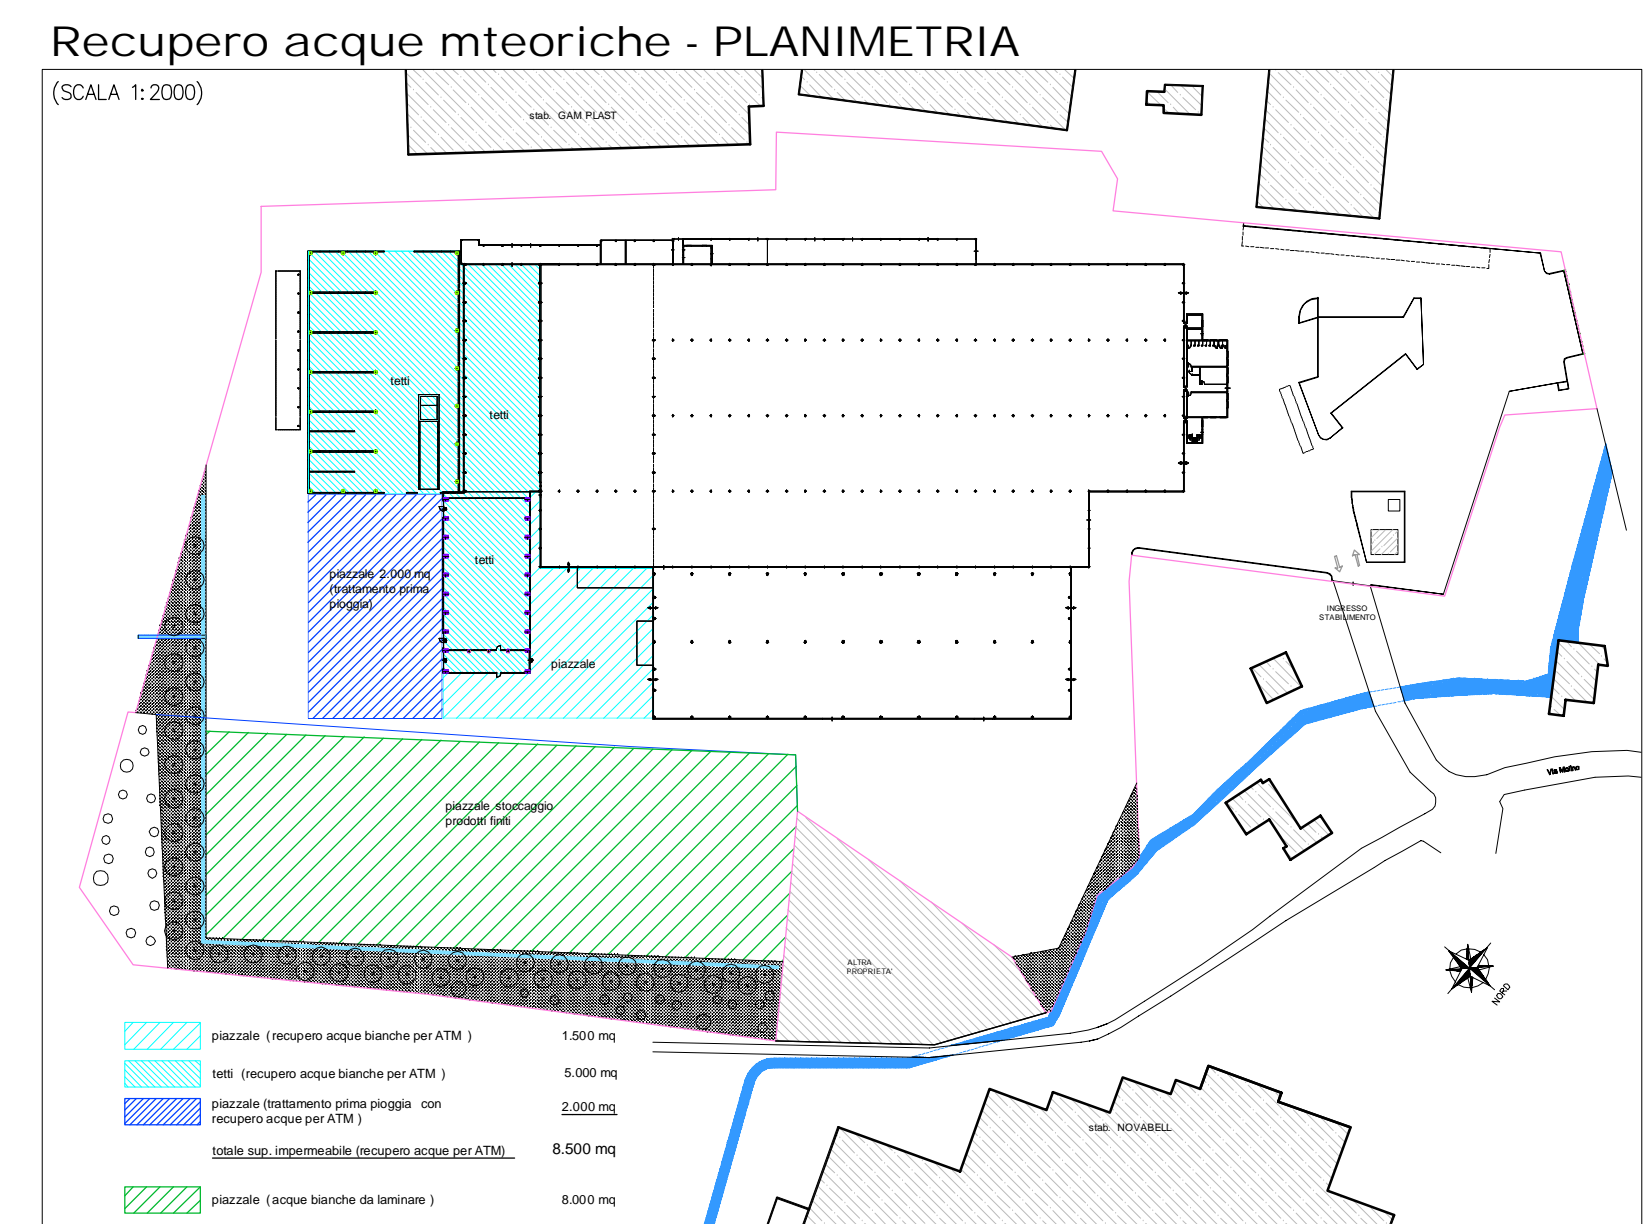 Recupero acque mteoriche - PLANIMETRIA
(SCALA 1:2000)
stab. GAM PLAST
tetti
tetti
tetti
piazzale 2.000 mq
(trattamento prima
pioggia)
piazzale
INGRESSO
STABILIMENTO
Via Molino
piazzale stoccaggio
prodotti finiti
ALTRA
PROPRIETA'
NORD
piazzale (recupero acque bianche per ATM ) 1.500 mq
tetti (recupero acque bianche per ATM ) 5.000 mq
piazzale (trattamento prima pioggia con
recupero acque per ATM ) 2.000 mq
totale sup. impermeabile (recupero acque per ATM) 8.500 mq
piazzale (acque bianche da laminare ) 8.000 mq
stab. NOVABELL